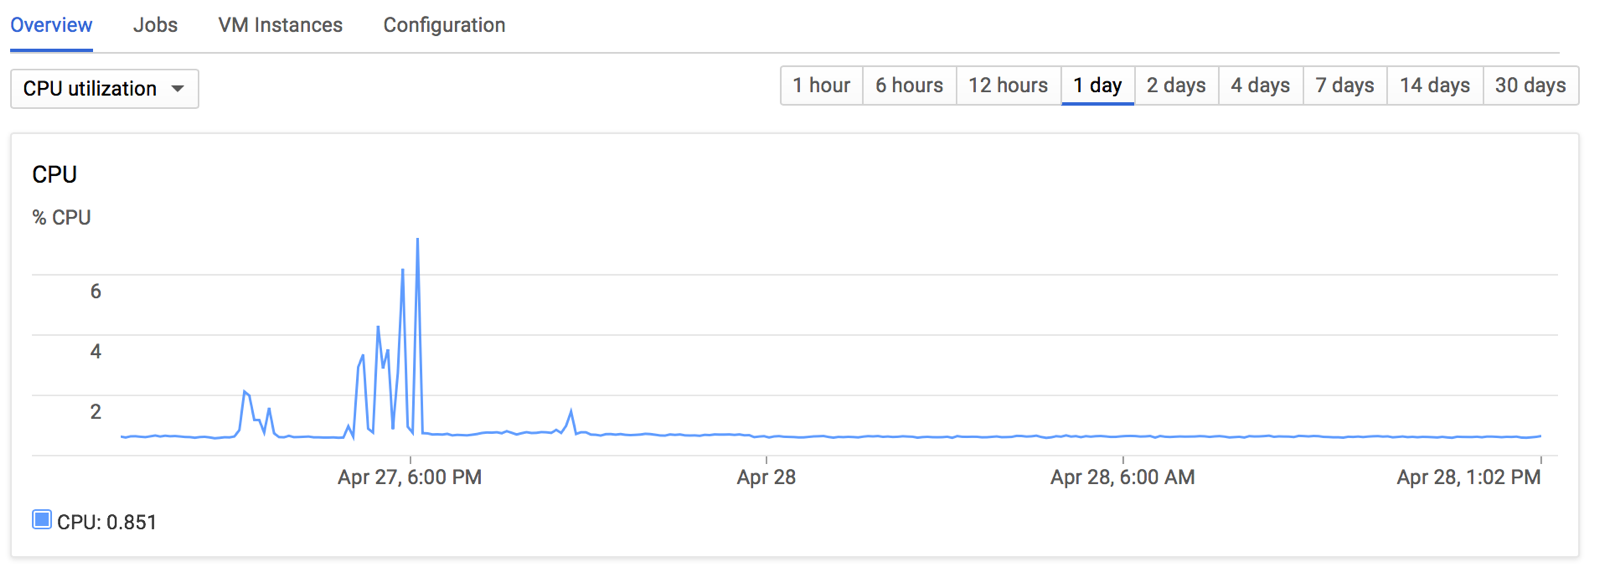 Overview Jobs VM Instances Configuration
CPU utilization 1 hour 6 hours 12 hours 1 day 2 days 4 days 7 days 14 days 30 days
CPU
% CPU
6
4
2
Apr 27, 6:00 PM Apr 28 Apr 28, 6:00 AM Apr 28, 1:02 PM
CPU: 0.851